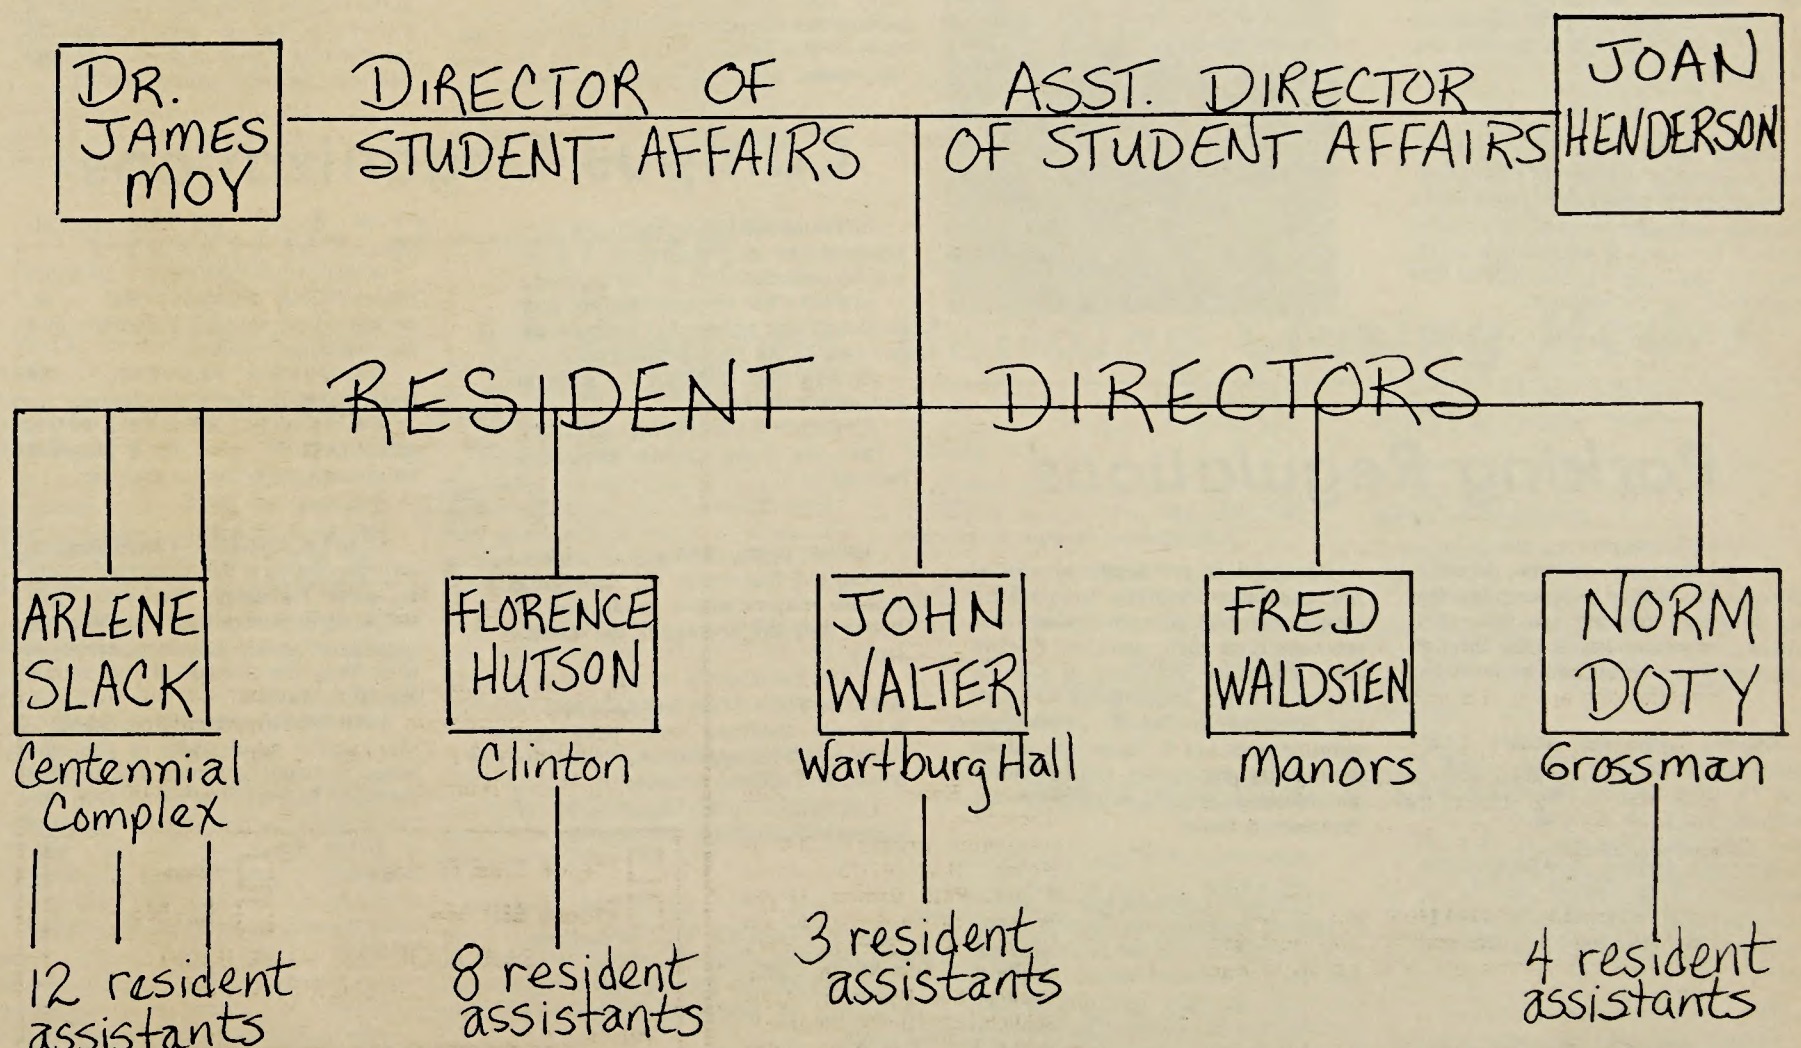 DR.
JAMES
MOY
DIRECTOR OF
STUDENT AFFAIRS
ASST. DIRECTOR
OF STUDENT AFFAIRS
JOAN
HENDERSON
RESIDENT DIRECTORS
ARLENE
SLACK
Centennial
Complex
12 resident
assistants
FLORENCE
HUTSON
Clinton
8 resident
assistants
JOHN
WALTER
Wartburg Hall
3 resident
assistants
FRED
WALDSTEN
Manors
NORM
DOTY
Grossman
4 resident
assistants